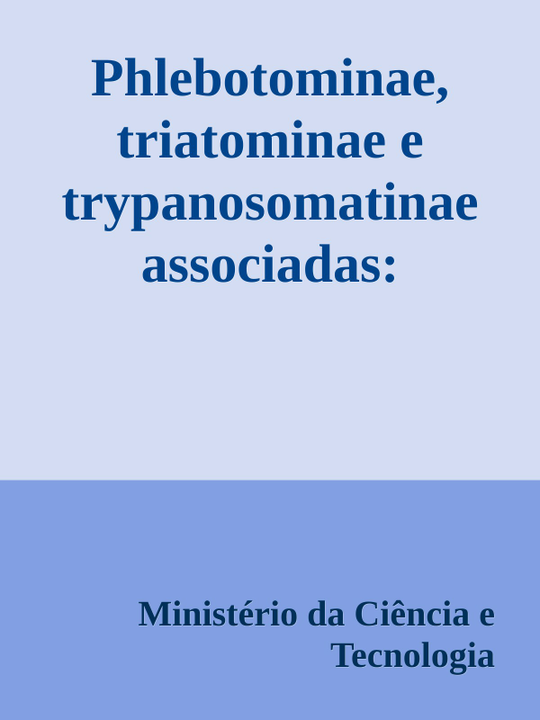 Phlebotominae,
triatominae e
trypanosomatinae
associadas:
Ministério da Ciência e
Tecnologia